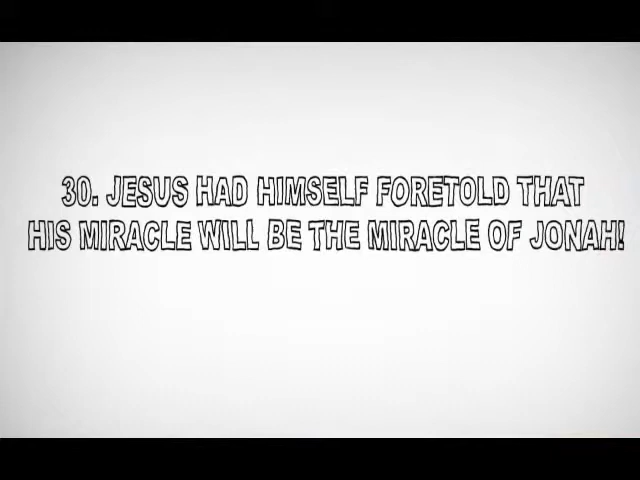 30. JESUS HAD HIMSELF FORETOLD THAT
HIS MIRACLE WILL BE THE MIRACLE OF JONAH!